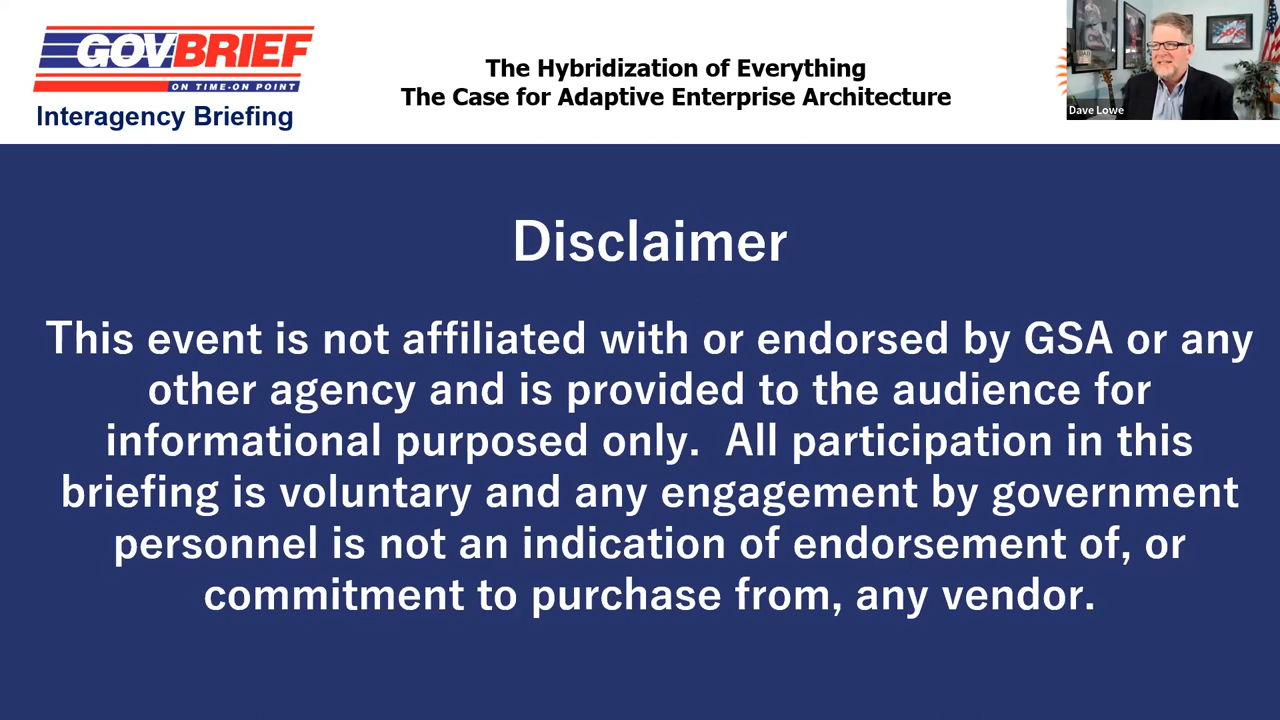 GOVBRIEF
ON TIME-ON POINT
Interagency Briefing
The Hybridization of Everything
The Case for Adaptive Enterprise Architecture
Dave Lowe
Disclaimer
This event is not affiliated with or endorsed by GSA or any
other agency and is provided to the audience for
informational purposed only.  All participation in this
briefing is voluntary and any engagement by government
personnel is not an indication of endorsement of, or
commitment to purchase from, any vendor.